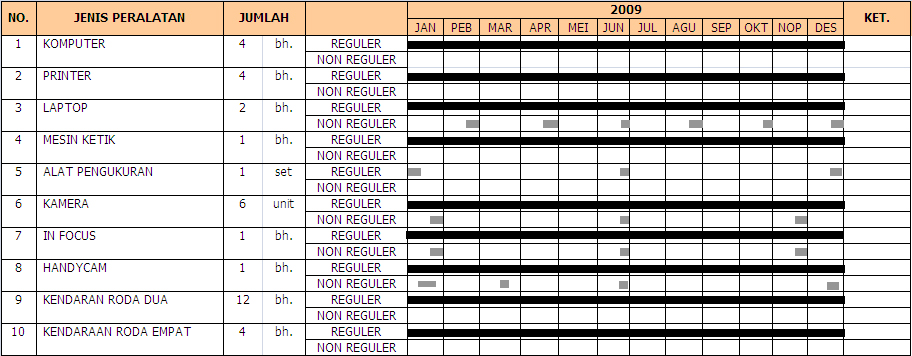 NO. JENIS PERALATAN JUMLAH 2009 KET.
JAN PEB MAR APR MEI JUN JUL AGU SEP OKT NOP DES
1 KOMPUTER 4 bh. REGULER
NON REGULER
2 PRINTER 4 bh. REGULER
NON REGULER
3 LAPTOP 2 bh. REGULER
NON REGULER
4 MESIN KETIK 1 bh. REGULER
NON REGULER
5 ALAT PENGUKURAN 1 set REGULER
NON REGULER
6 KAMERA 6 unit REGULER
NON REGULER
7 IN FOCUS 1 bh. REGULER
NON REGULER
8 HANDYCAM 1 bh. REGULER
NON REGULER
9 KENDARAN RODA DUA 12 bh. REGULER
NON REGULER
10 KENDARAAN RODA EMPAT 4 bh. REGULER
NON REGULER